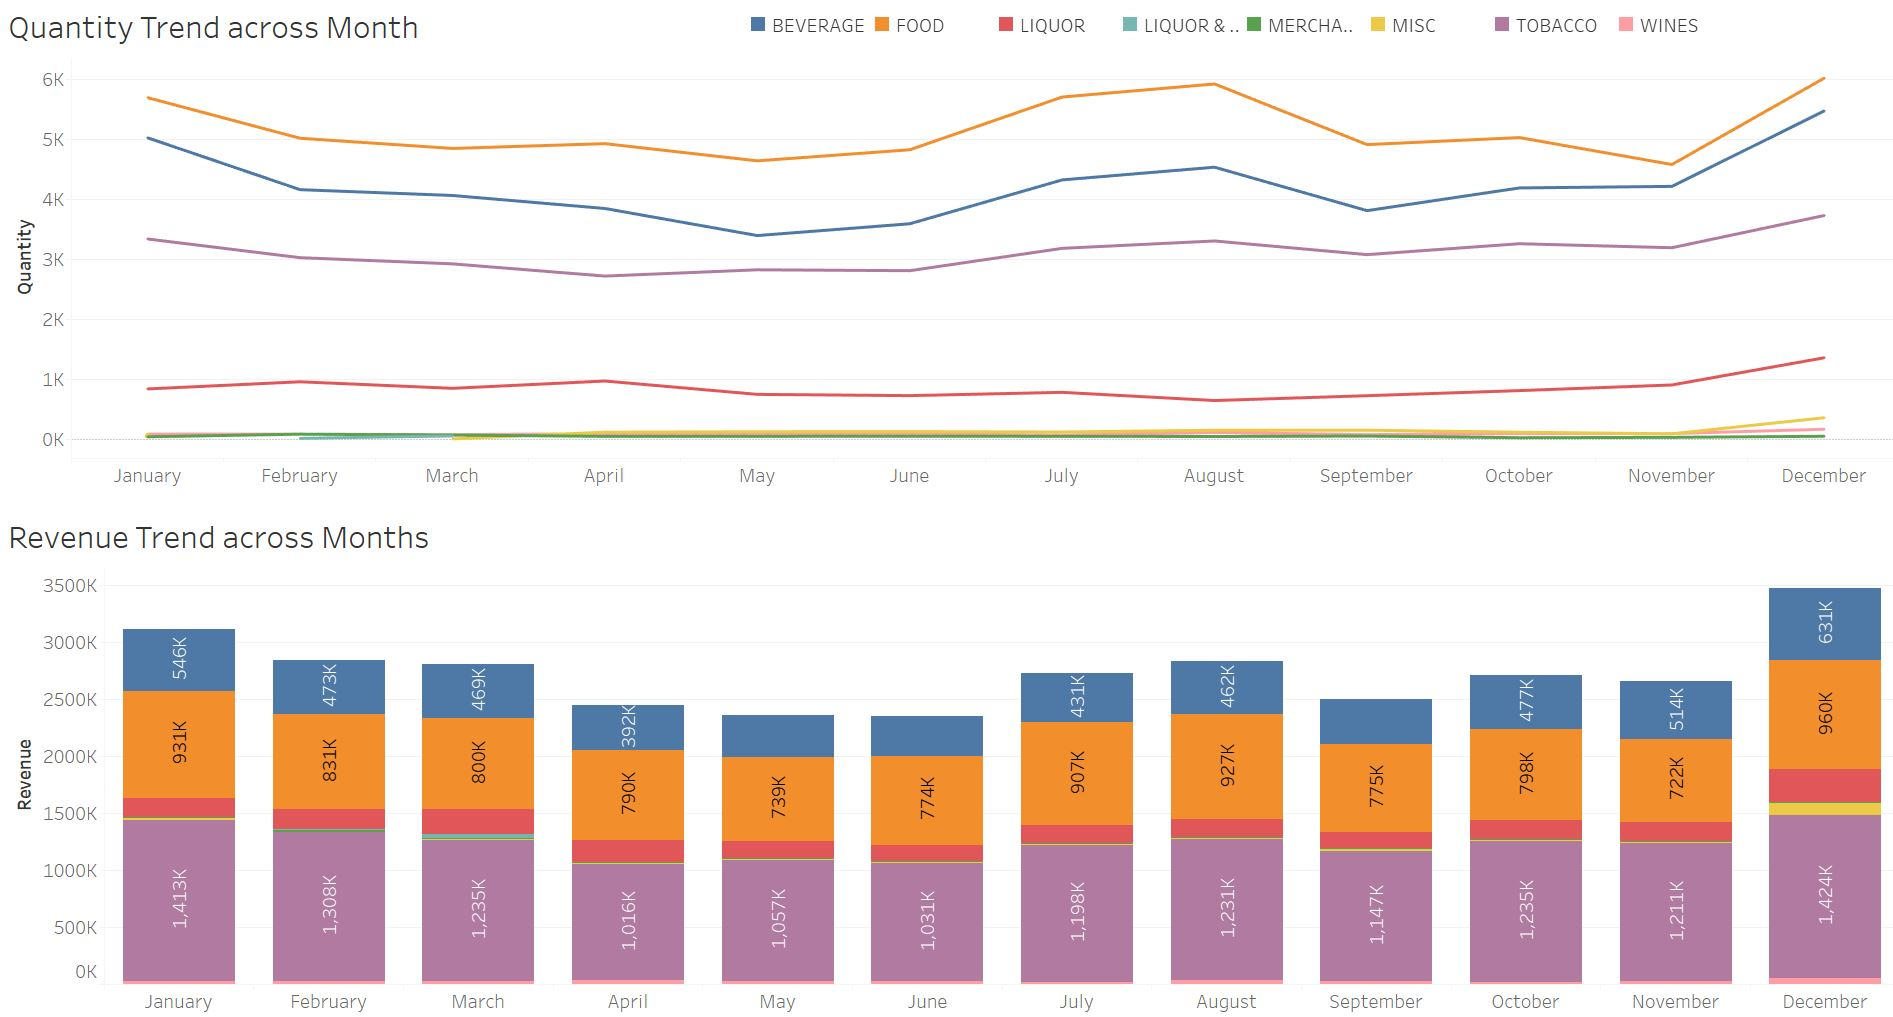 Quantity Trend across Month
BEVERAGE FOOD LIQUOR LIQUOR & .. MERCHA.. MISC TOBACCO WINES
6K
5K
4K
3K
2K
1K
0K
Quantity
January February March April May June July August September October November December
Revenue Trend across Months
3500K
3000K
2500K
2000K
1500K
1000K
500K
0K
Revenue
546K 473K 469K 392K 431K 462K 477K 514K 631K
931K 831K 800K 790K 739K 774K 907K 927K 775K 798K 722K 960K
1,413K 1,308K 1,235K 1,016K 1,057K 1,031K 1,198K 1,231K 1,147K 1,235K 1,211K 1,424K
January February March April May June July August September October November December